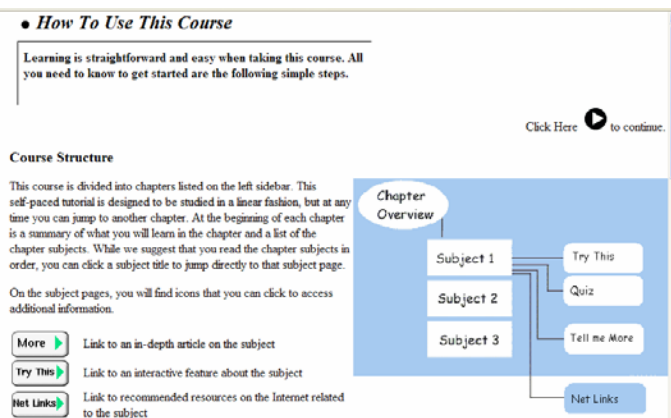 • How To Use This Course
Learning is straightforward and easy when taking this course. All
you need to know to get started are the following simple steps.
Click Here to continue.
Course Structure
This course is divided into chapters listed on the left sidebar. This
self-paced tutorial is designed to be studied in a linear fashion, but at any
time you can jump to another chapter. At the beginning of each chapter
is a summary of what you will learn in the chapter and a list of the
chapter subjects. While we suggest that you read the chapter subjects in
order, you can click a subject title to jump directly to that subject page.
On the subject pages, you will find icons that you can click to access
additional information.
More
Link to an in-depth article on the subject
Try This
Link to an interactive feature about the subject
Net Links
Link to recommended resources on the Internet related
to the subject
Chapter
Overview
Subject 1
Subject 2
Subject 3
Try This
Quiz
Tell me More
Net Links